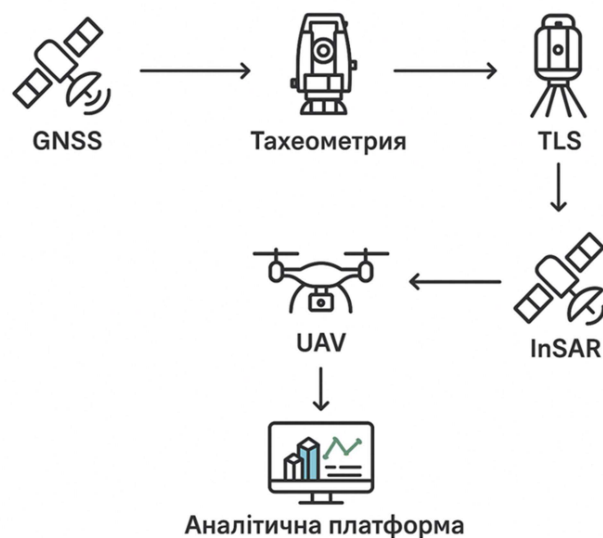 GNSS
Тахеометрия
TLS
InSAR
UAV
Аналітична платформа